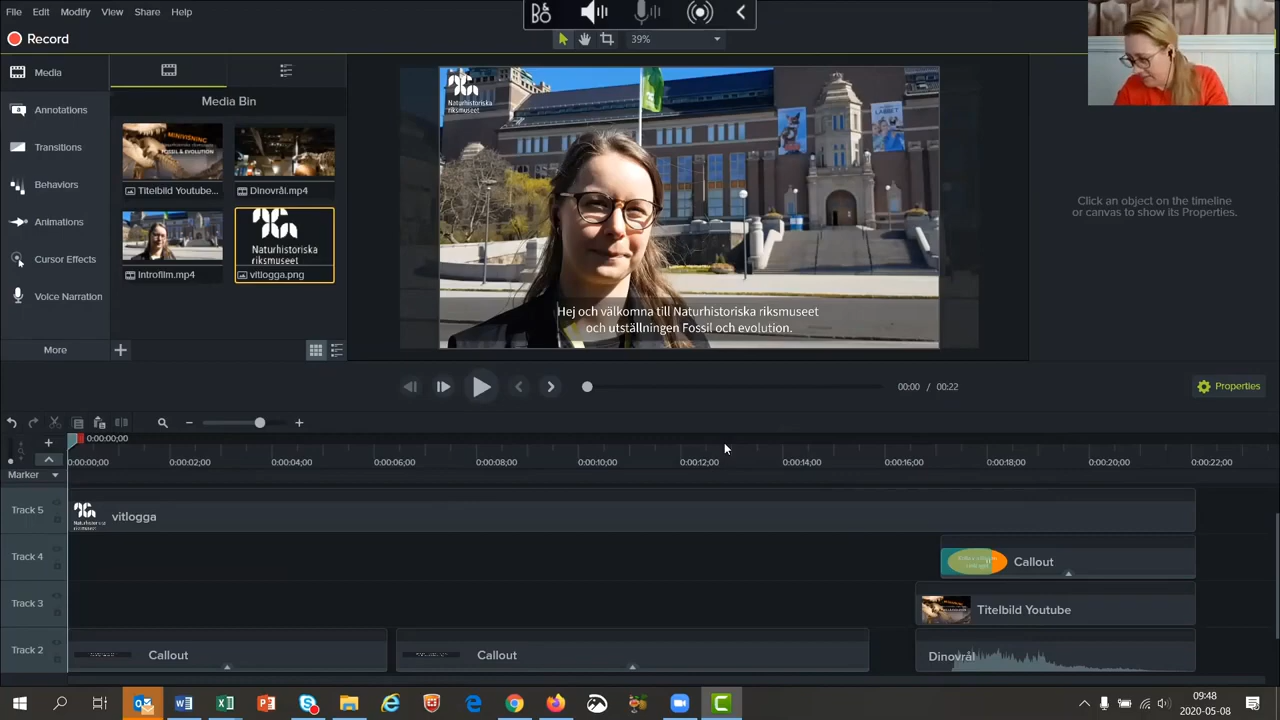 File Edit Modify View Share Help
Record
39%
Media
Annotations
Transitions
Behaviors
Animations
Cursor Effects
Voice Narration
More
Media Bin
MINIVISNING
FOSSIL & EVOLUTION
Titelbild Youtube...
Dinovrål.mp4
Introfilm.mp4
Naturhistoriska
riksmuseet
vitlogga.png
Naturhistoriska
riksmuseet
Hej och välkomna till Naturhistoriska riksmuseet
och utställningen Fossil och evolution.
Click an object on the timeline
or canvas to show its Properties.
00:00 / 00:22
Properties
0:00:00;00
0:00:00;00 0:00:02;00 0:00:04;00 0:00:06;00 0:00:08;00 0:00:10;00 0:00:12;00 0:00:14;00 0:00:16;00 0:00:18;00 0:00:20;00 0:00:22;00
Marker
Track 5 vitlogga
Track 4 Callout
Track 3 Titelbild Youtube
Track 2 Callout Callout Dinovrål
09:48
2020-05-08